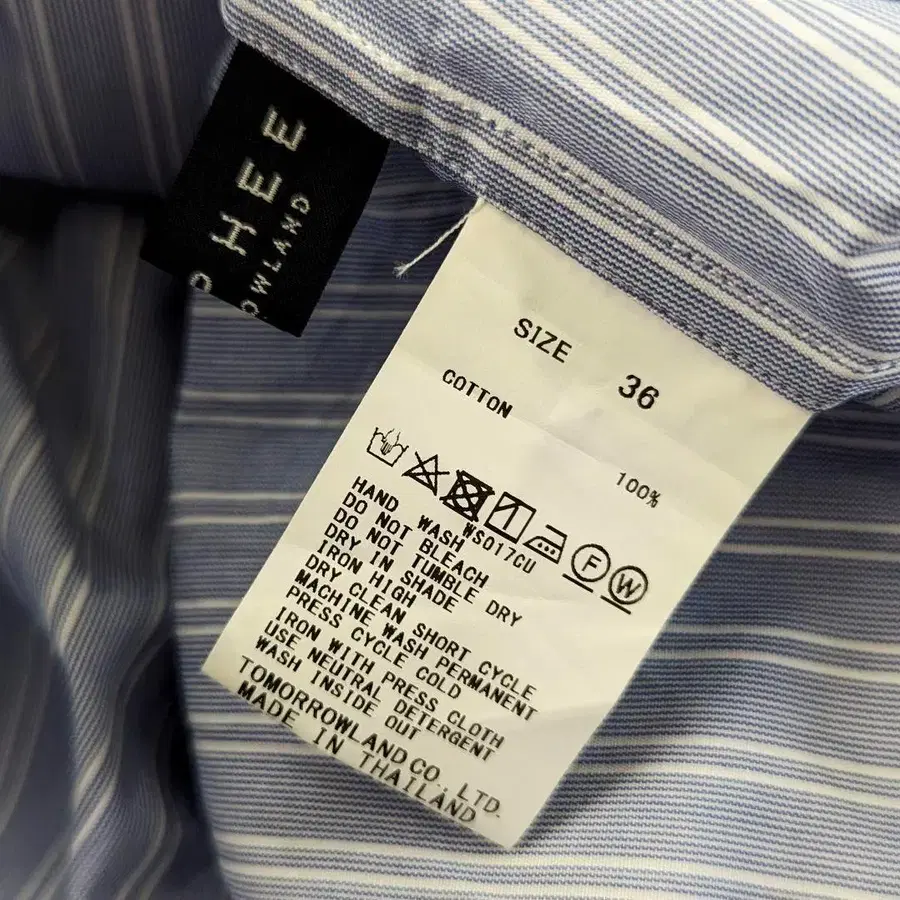 HEE
OWLAND
SIZE 36
COTTON 100%
F W
WS017CU
HAND WASH
DO NOT BLEACH
DO NOT TUMBLE DRY
DRY IN SHADE
IRON HIGH
DRY CLEAN SHORT CYCLE
MACHINE WASH PERMANENT
PRESS CYCLE COLD
IRON WITH PRESS CLOTH
USE NEUTRAL DETERGENT
WASH INSIDE OUT
TOMORROWLAND CO., LTD.
MADE IN THAILAND